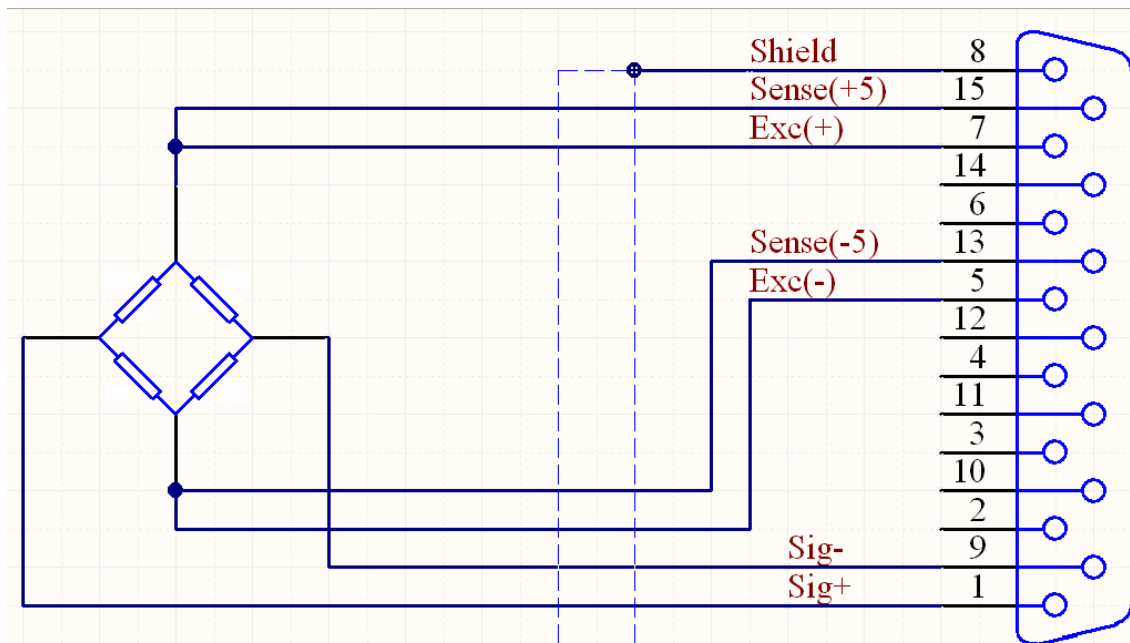 Shield 8
Sense(+5) 15
Exc(+) 7
14
6
Sense(-5) 13
Exc(-) 5
12
4
11
3
10
2
Sig- 9
Sig+ 1